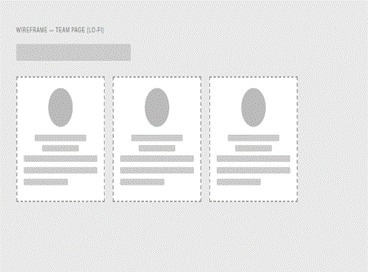 WIREFRAME — TEAM PAGE (LO-FI)